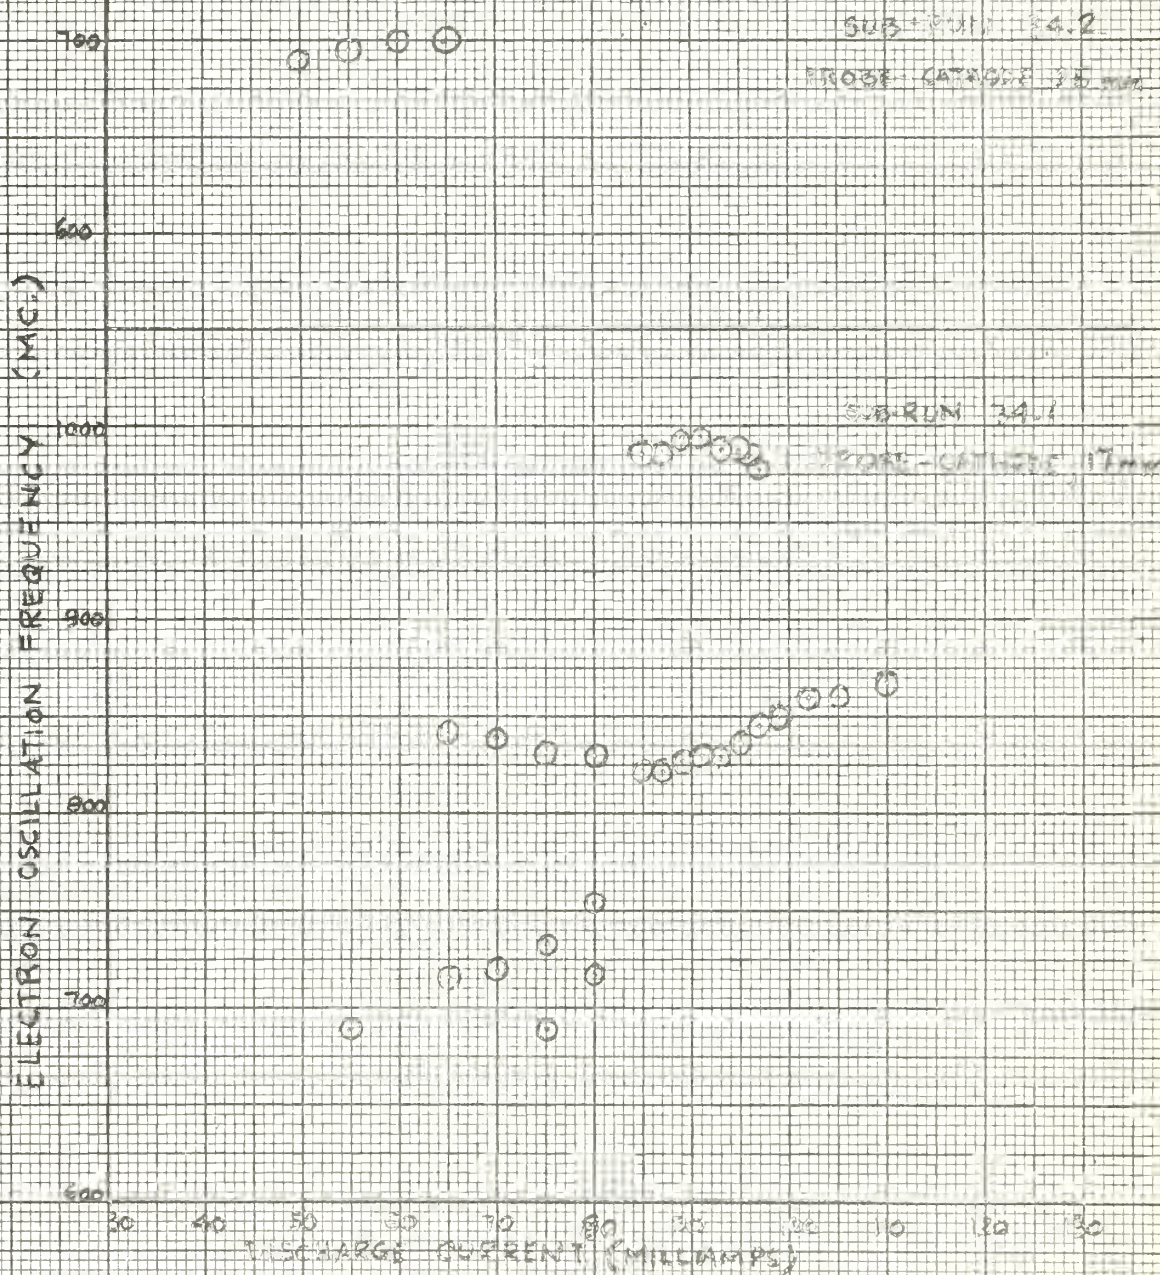 700
SUB-RUN 34.2
PROBE-CATHODE 35 mm
600
1000
SUB-RUN 34.1
PROBE-CATHODE 17mm
900
800
700
600
ELECTRON OSCILLATION FREQUENCY (MC.)
30 40 50 60 70 80 90 100 110 120 130
DISCHARGE CURRENT (MILLIAMPS)